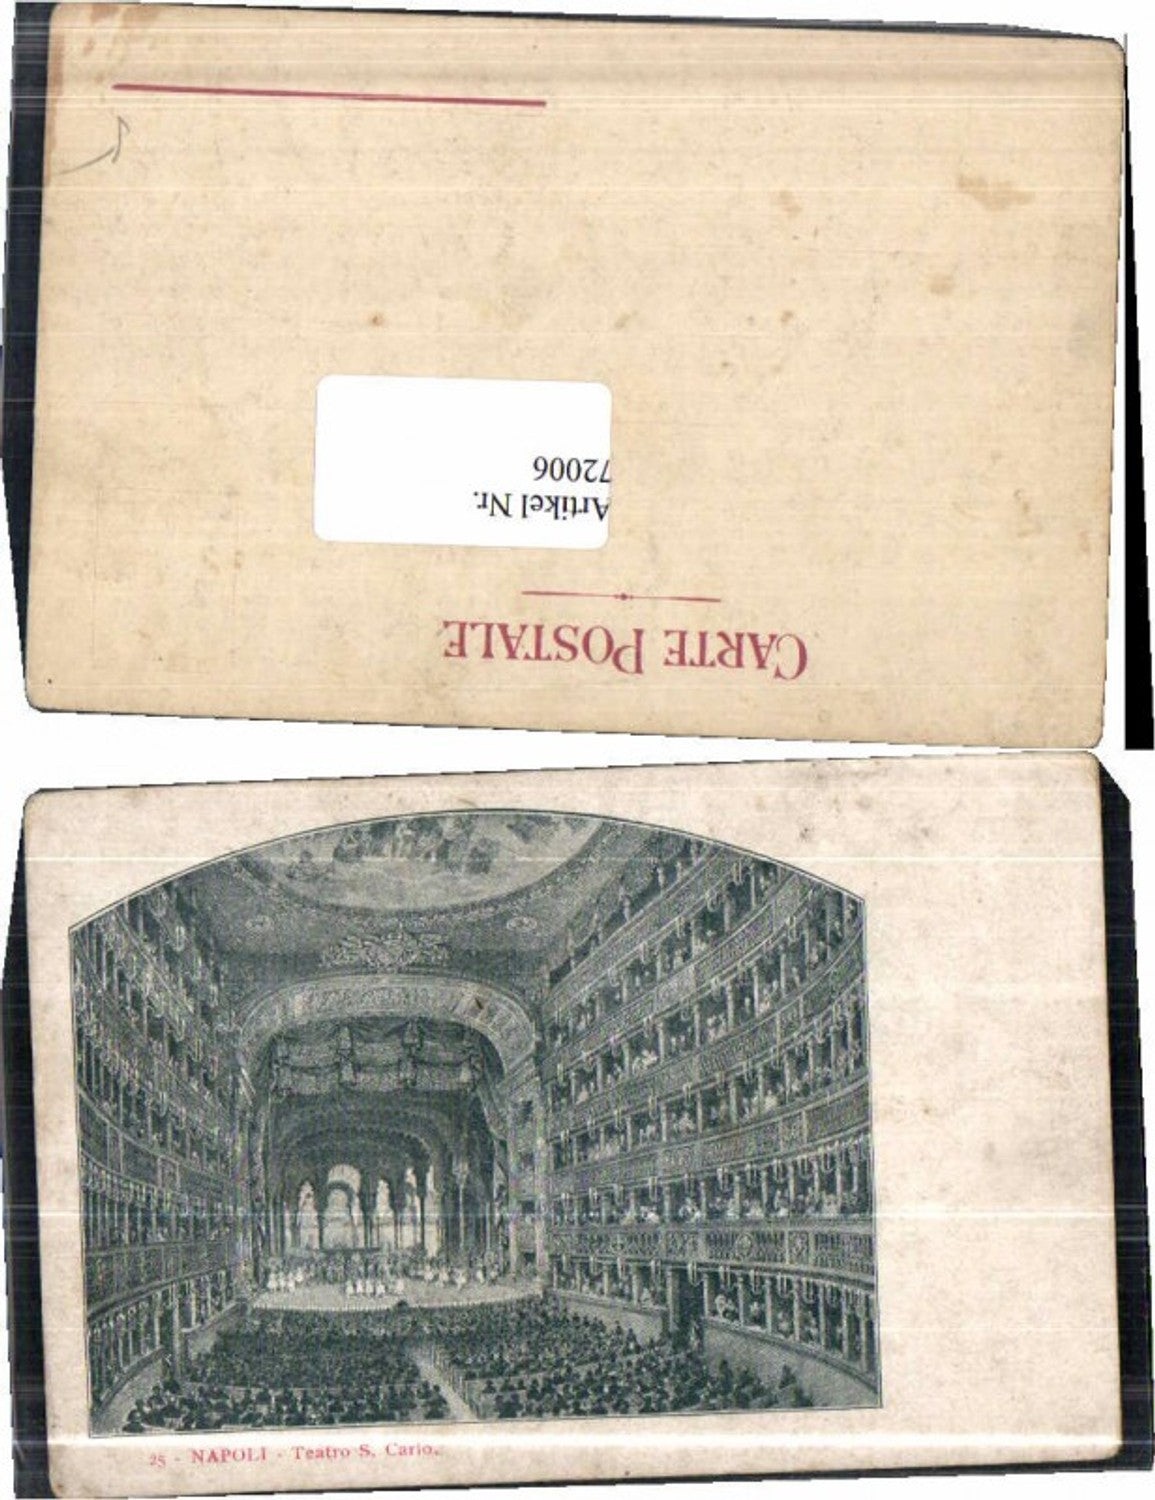 CARTE POSTALE
Artikel Nr.
72006
25 - NAPOLI - Teatro S. Carlo.